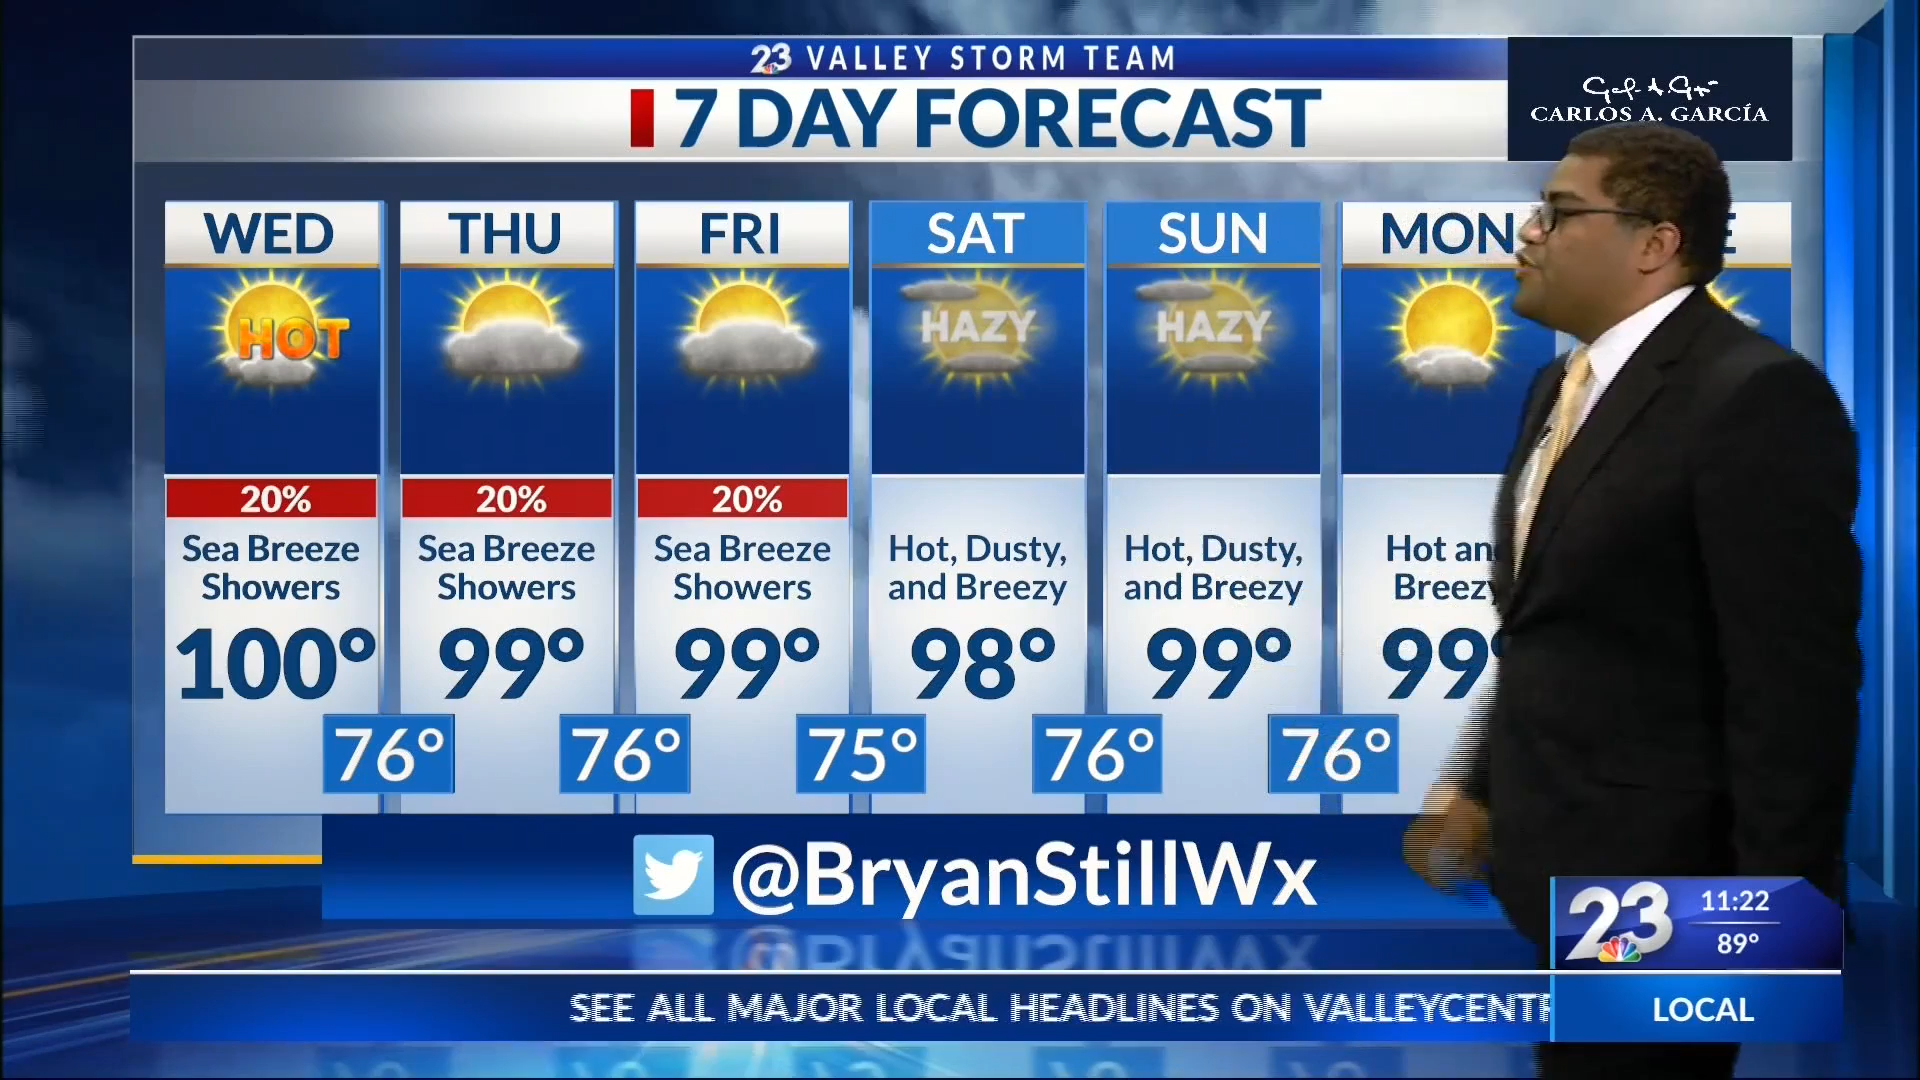 23 VALLEY STORM TEAM
7 DAY FORECAST
CARLOS A. GARCÍA
WED THU FRI SAT SUN MON
HOT HAZY HAZY
20% 20% 20%
Sea Breeze Sea Breeze Sea Breeze Hot, Dusty, Hot, Dusty, Hot
Showers Showers Showers and Breezy and Breezy
100° 99° 99° 98° 99° 99°
76° 76° 75° 76° 76°
@BryanStillWx
23 11:22
89°
SEE ALL MAJOR LOCAL HEADLINES ON
LOCAL